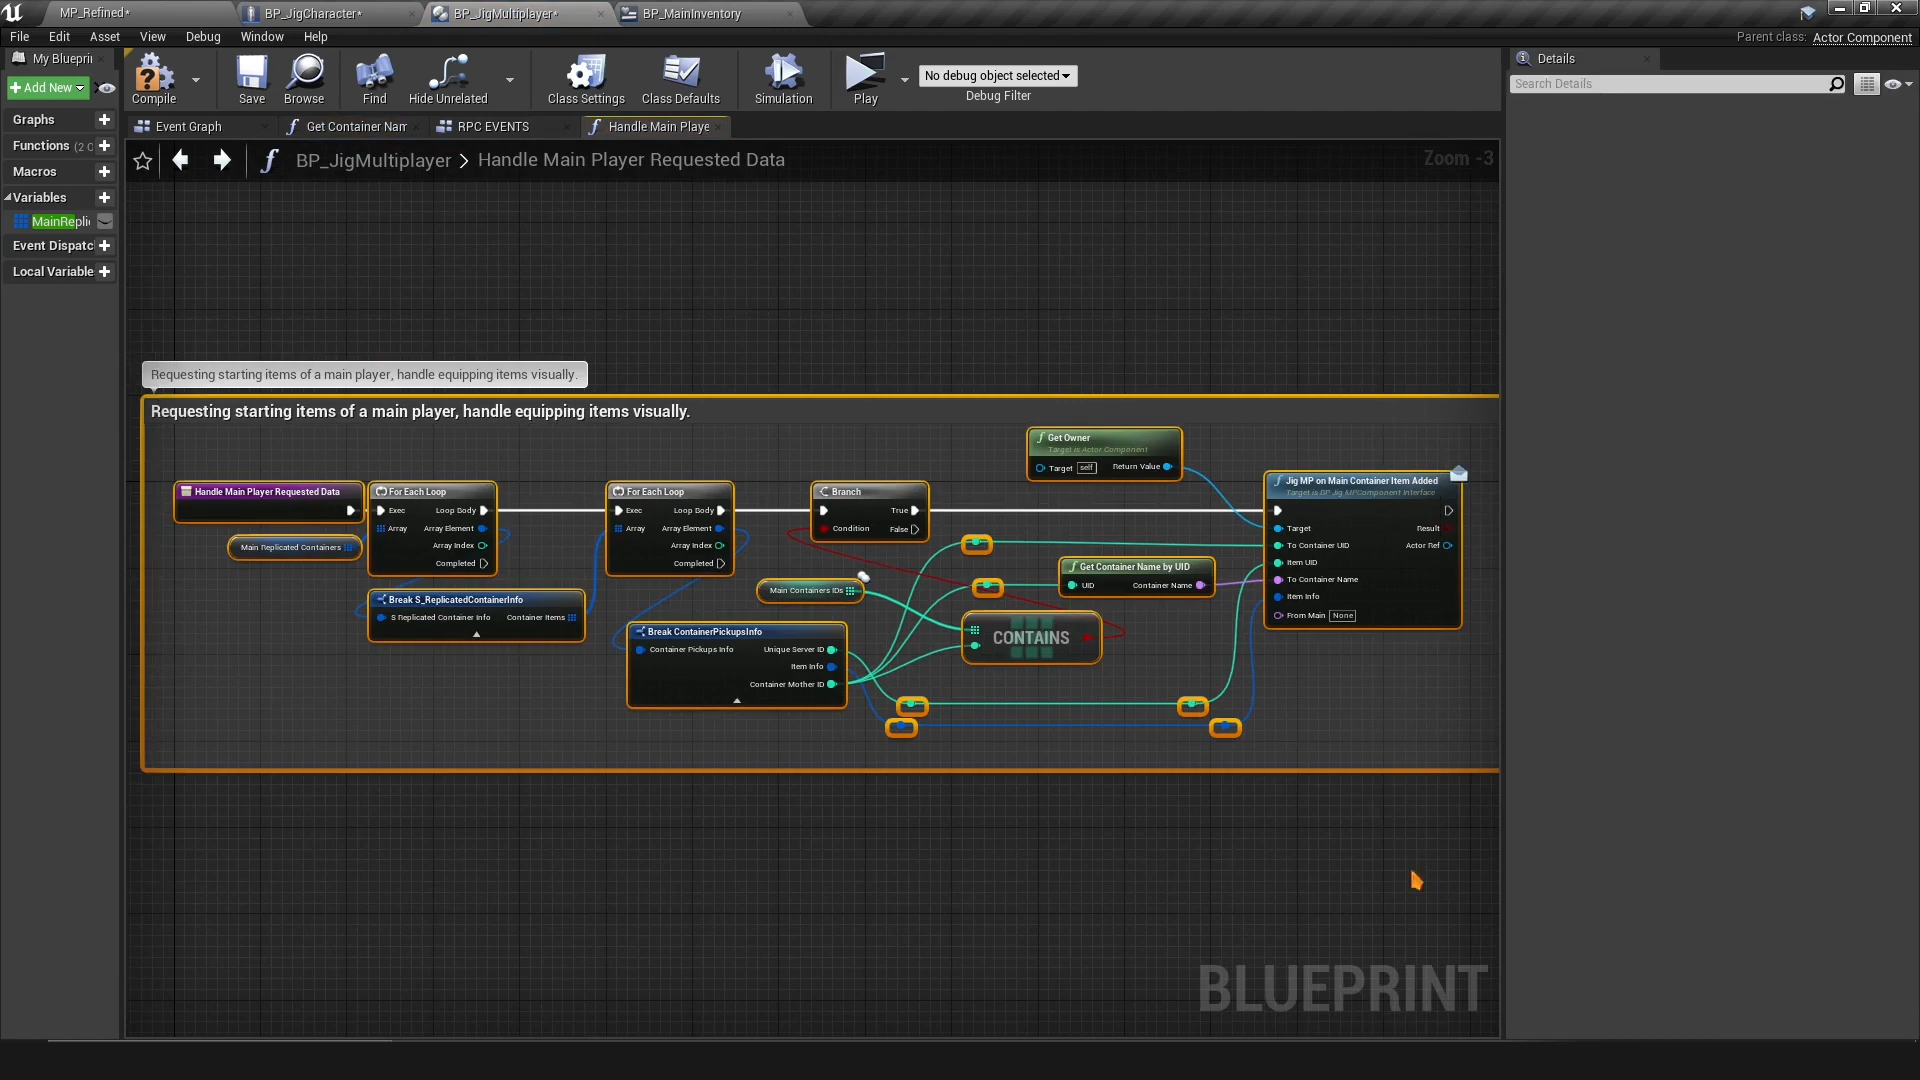 MP_Refined*
BP_JigCharacter*
BP_JigMultiplayer*
BP_MainInventory
File Edit Asset View Debug Window Help
Parent class: Actor Component
My Bluepri
Add New
Compile
Save
Browse
Find
Hide Unrelated
Class Settings
Class Defaults
Simulation
Play
No debug object selected
Debug Filter
Details
Search Details
Graphs
Functions (2 O
Macros
Variables
MainRepli
Event Dispatc
Local Variable
Event Graph
Get Container Nam
RPC EVENTS
Handle Main Playe
BP_JigMultiplayer > Handle Main Player Requested Data
Zoom -3
Requesting starting items of a main player, handle equipping items visually.
Requesting starting items of a main player, handle equipping items visually.
Handle Main Player Requested Data
Main Replicated Containers
For Each Loop
Exec Loop Body
Array Array Element
Array Index
Completed
Break S_ReplicatedContainerInfo
S Replicated Container Info Container Items
For Each Loop
Exec Loop Body
Array Array Element
Array Index
Completed
Break ContainerPickupsInfo
Container Pickups Info Unique Server ID
Item Info
Container Mother ID
Branch
True
Condition False
Main Containers IDs
CONTAINS
Get Owner
Target is Actor Component
Target self Return Value
Get Container Name by UID
UID Container Name
Jig MP on Main Container Item Added
Target is BP Jig MPComponent Interface
Target Result
To Container UID Actor Ref
Item UID
To Container Name
Item Info
From Main None
BLUEPRINT